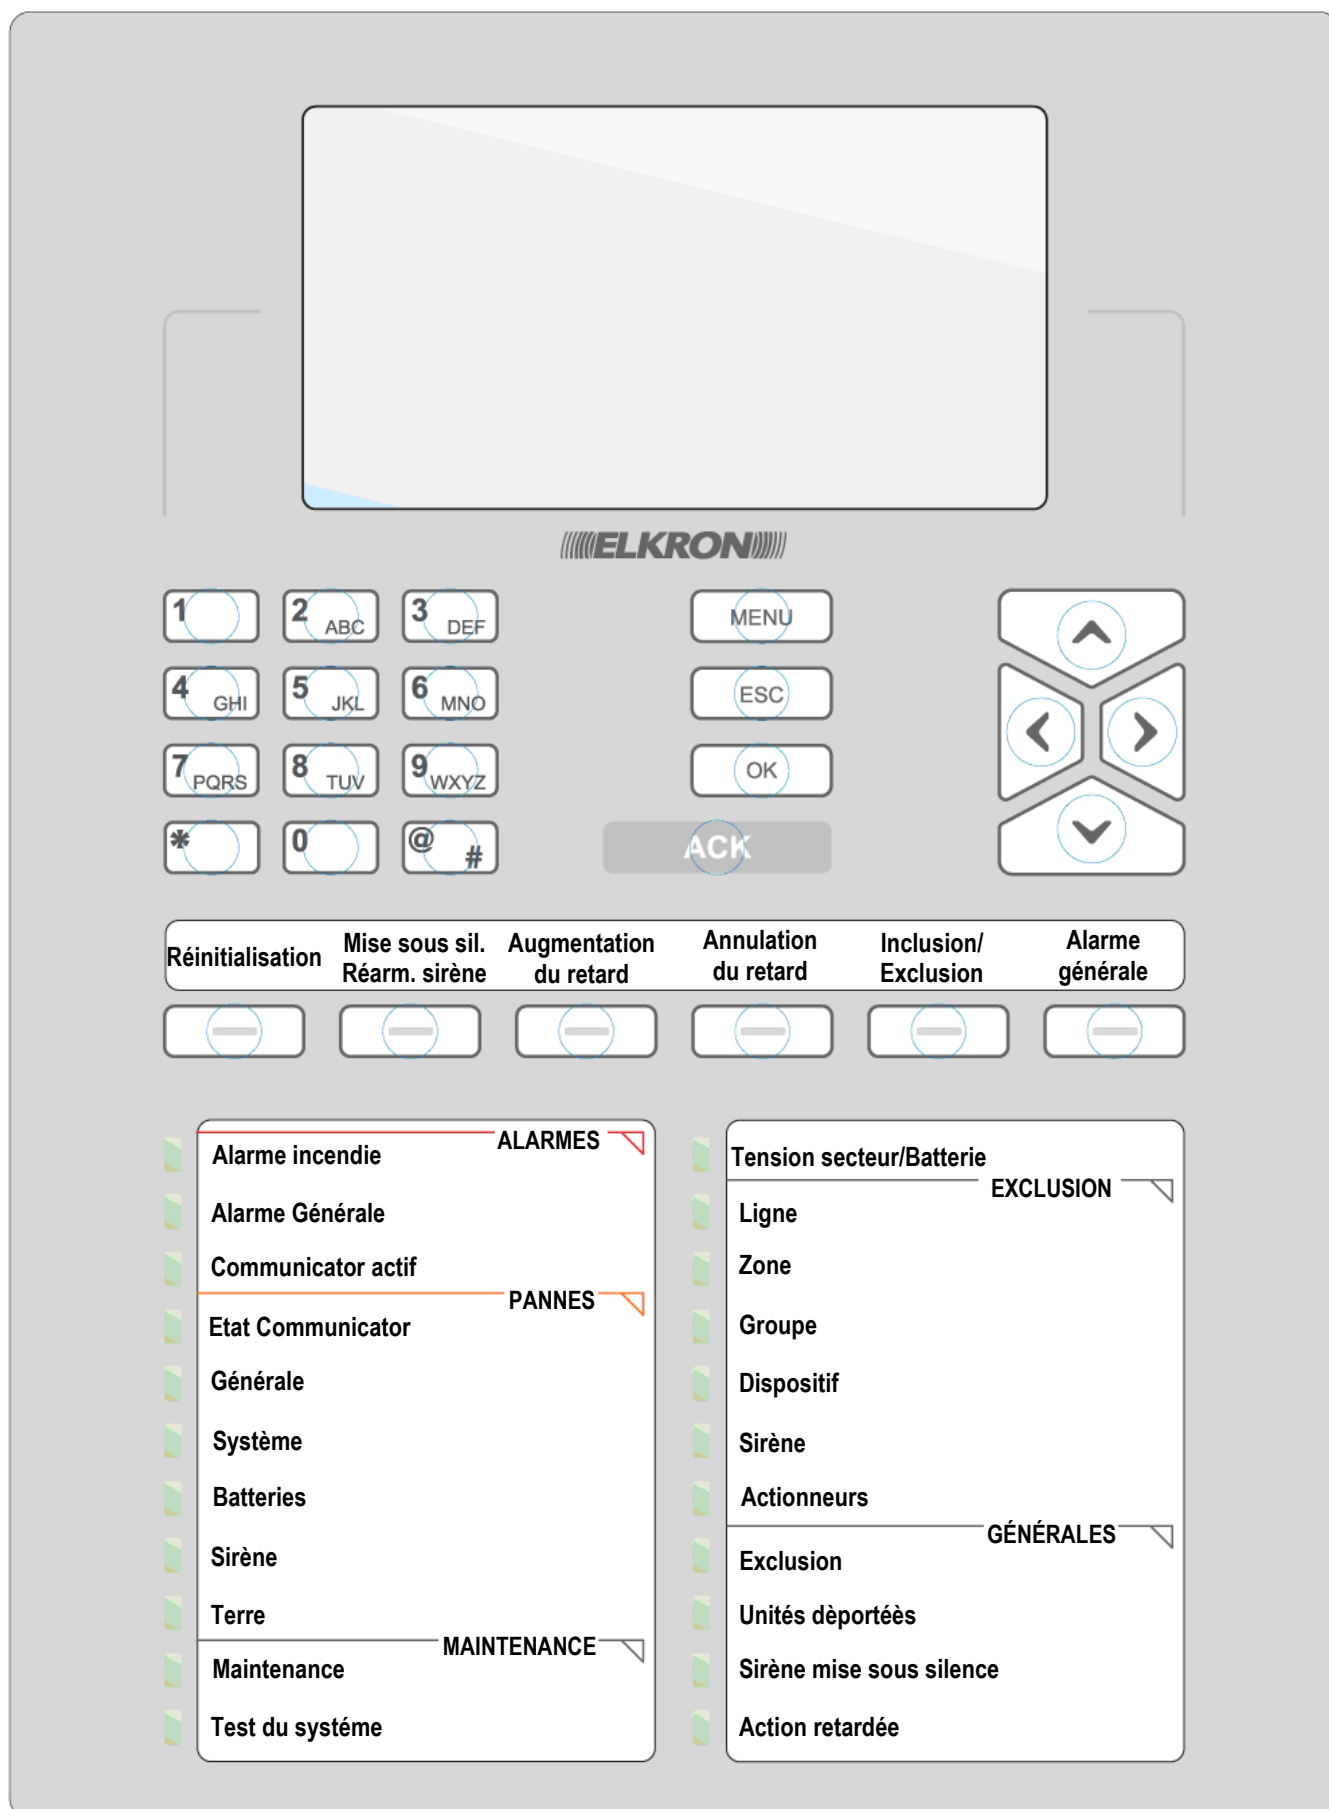 ELKRON
1
2 ABC
3 DEF
MENU
4 GHI
5 JKL
6 MNO
ESC
7 PQRS
8 TUV
9 WXYZ
OK
*
0
@ #
ACK
Réinitialisation
Mise sous sil.
Réarm. sirène
Augmentation
du retard
Annulation
du retard
Inclusion/
Exclusion
Alarme
générale
ALARMES
Alarme incendie
Alarme Générale
Communicator actif
PANNES
Etat Communicator
Générale
Système
Batteries
Sirène
Terre
MAINTENANCE
Maintenance
Test du systéme
Tension secteur/Batterie
EXCLUSION
Ligne
Zone
Groupe
Dispositif
Sirène
Actionneurs
GÉNÉRALES
Exclusion
Unités dèportéès
Sirène mise sous silence
Action retardée